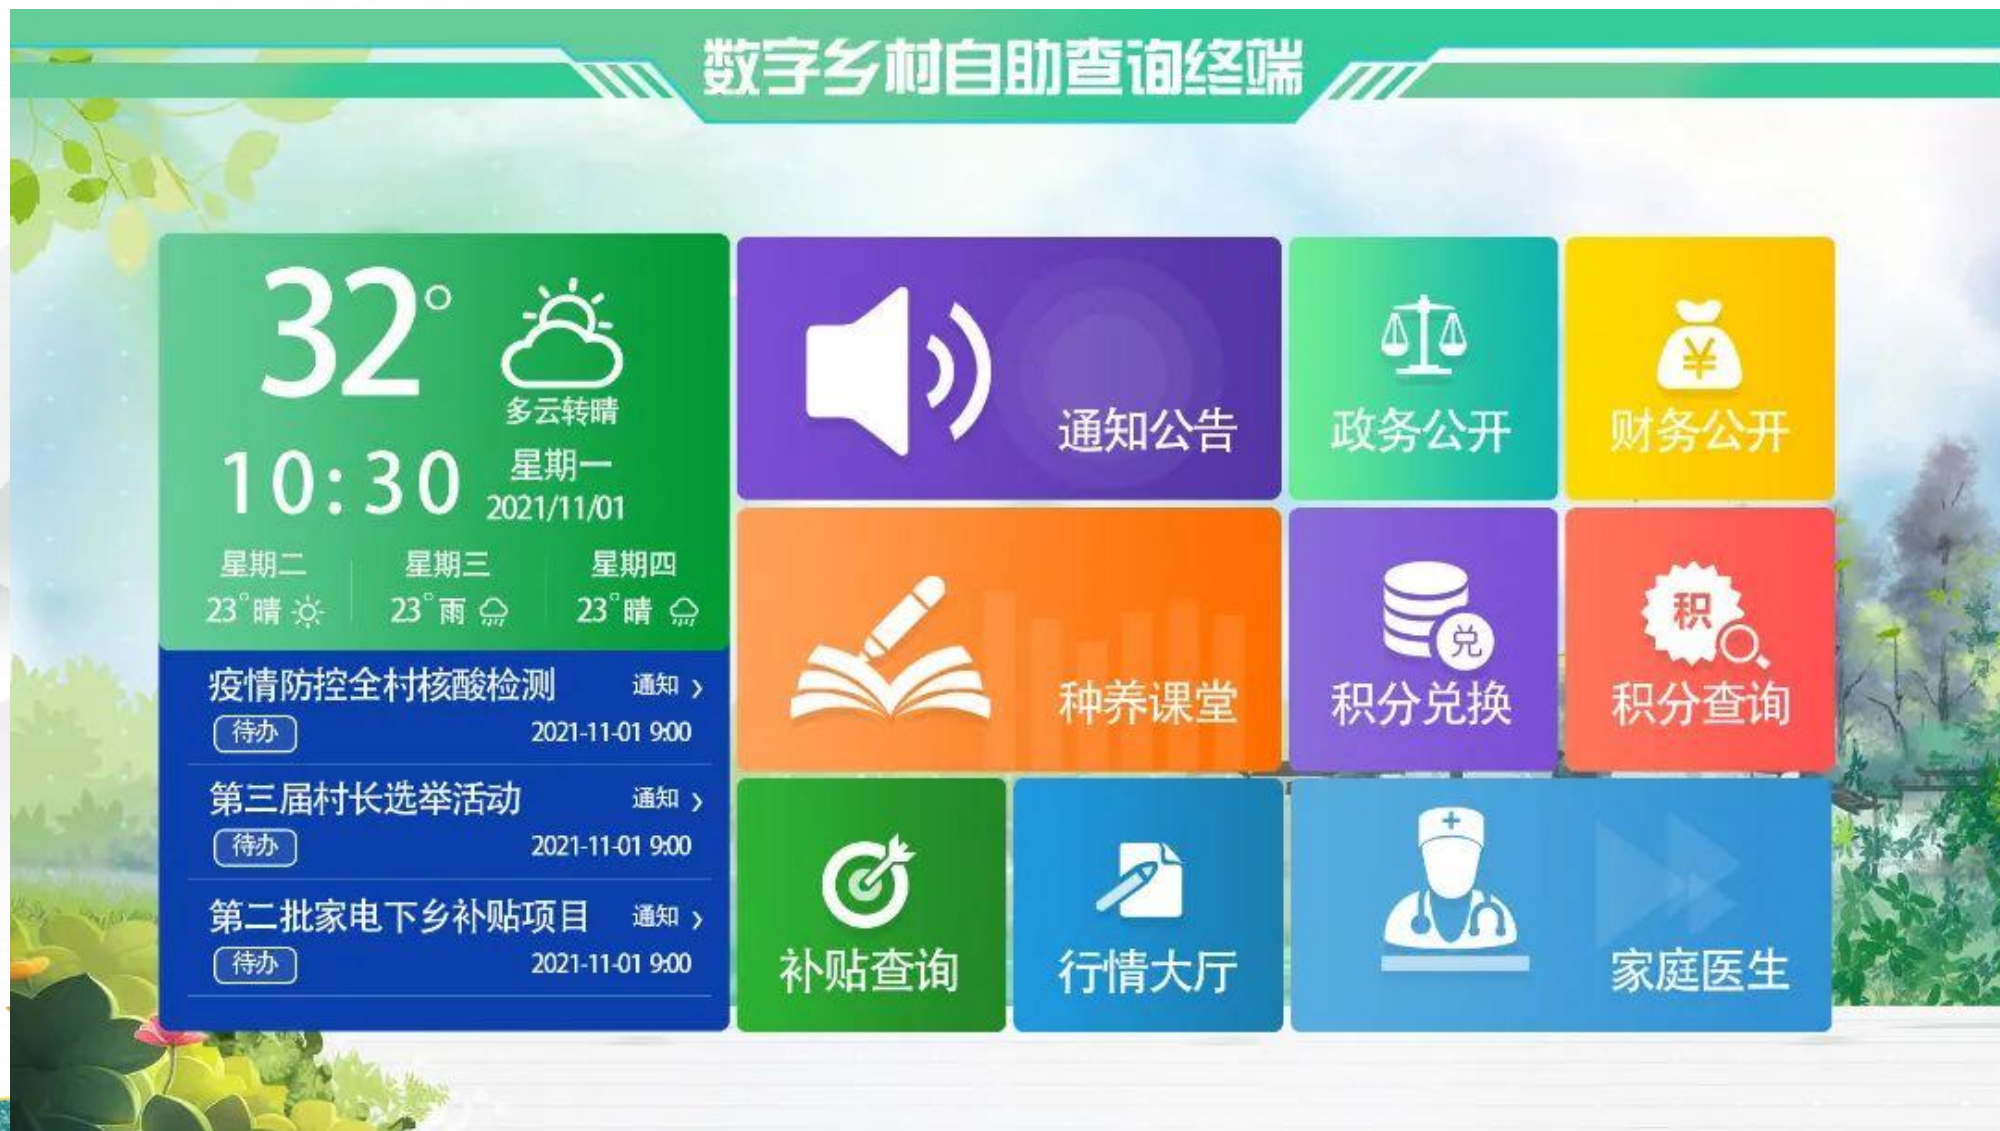 数字乡村自助查询终端
32°
多云转晴
10:30
星期一
2021/11/01
星期二
23°晴
星期三
23°雨
星期四
23°晴
疫情防控全村核酸检测
通知 ›
待办
2021-11-01 9:00
第三届村长选举活动
通知 ›
待办
2021-11-01 9:00
第二批家电下乡补贴项目
通知 ›
待办
2021-11-01 9:00
通知公告
政务公开
¥
财务公开
种养课堂
兑
积分兑换
积
积分查询
补贴查询
行情大厅
家庭医生